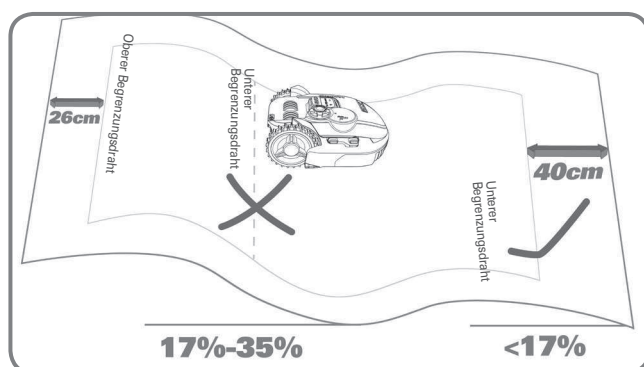 Oberer Begrenzungsdraht
Unterer
Begrenzungsdraht
26cm
40cm
Unterer
Begrenzungsdraht
17%-35%
<17%